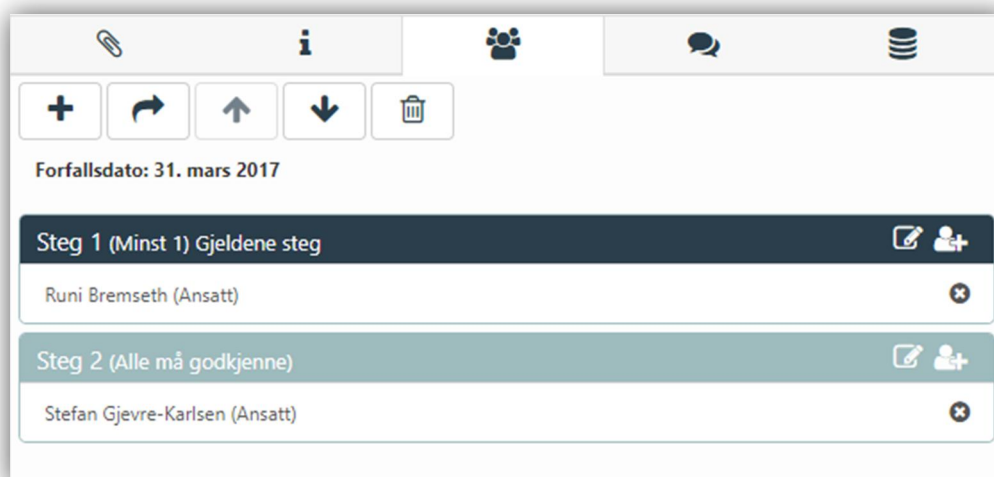 Forfallsdato: 31. mars 2017
Steg 1 (Minst 1) Gjeldene steg
Runi Bremseth (Ansatt)
Steg 2 (Alle må godkjenne)
Stefan Gjevre-Karlsen (Ansatt)